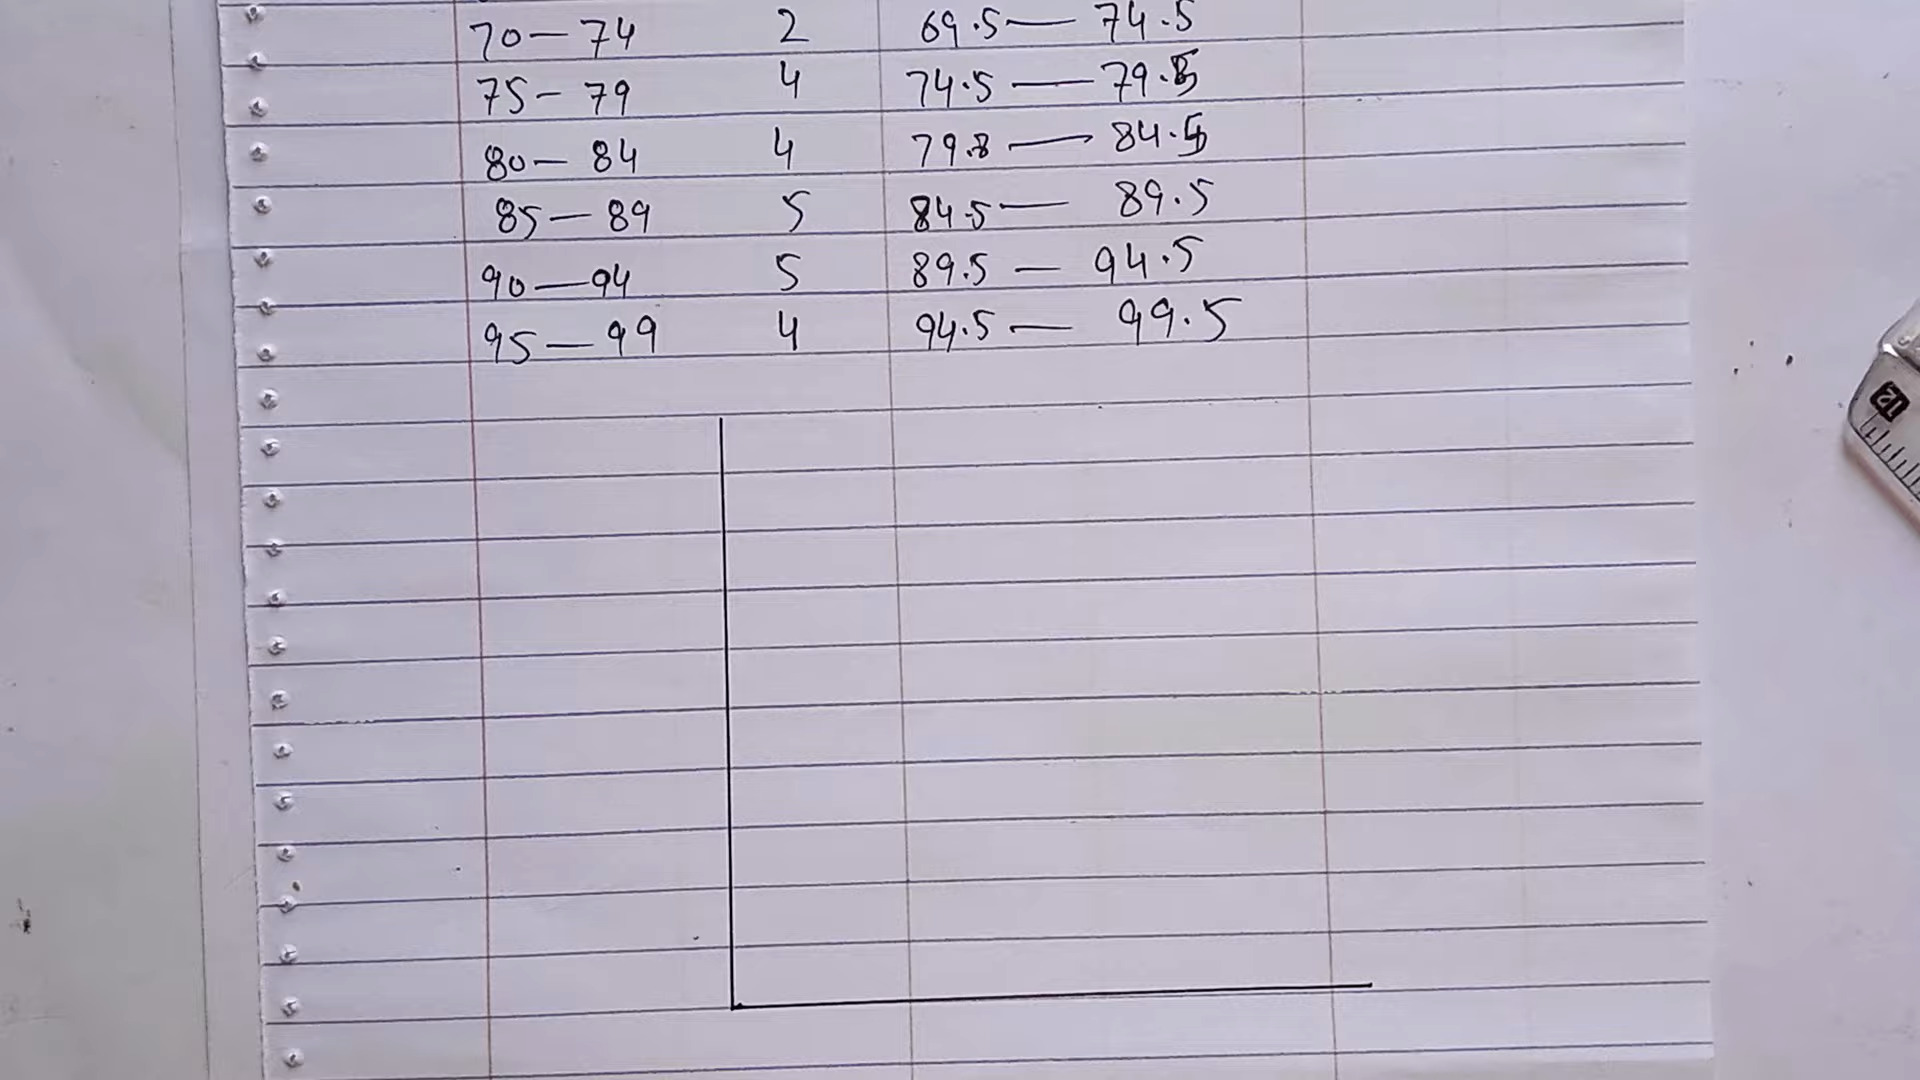 70 — 74 2 69.5 — 74.5
75 — 79 4 74.5 — 79.5
80 — 84 4 79.8 — 84.5
85 — 89 5 84.5 — 89.5
90 — 94 5 89.5 — 94.5
95 — 99 4 94.5 — 99.5
12